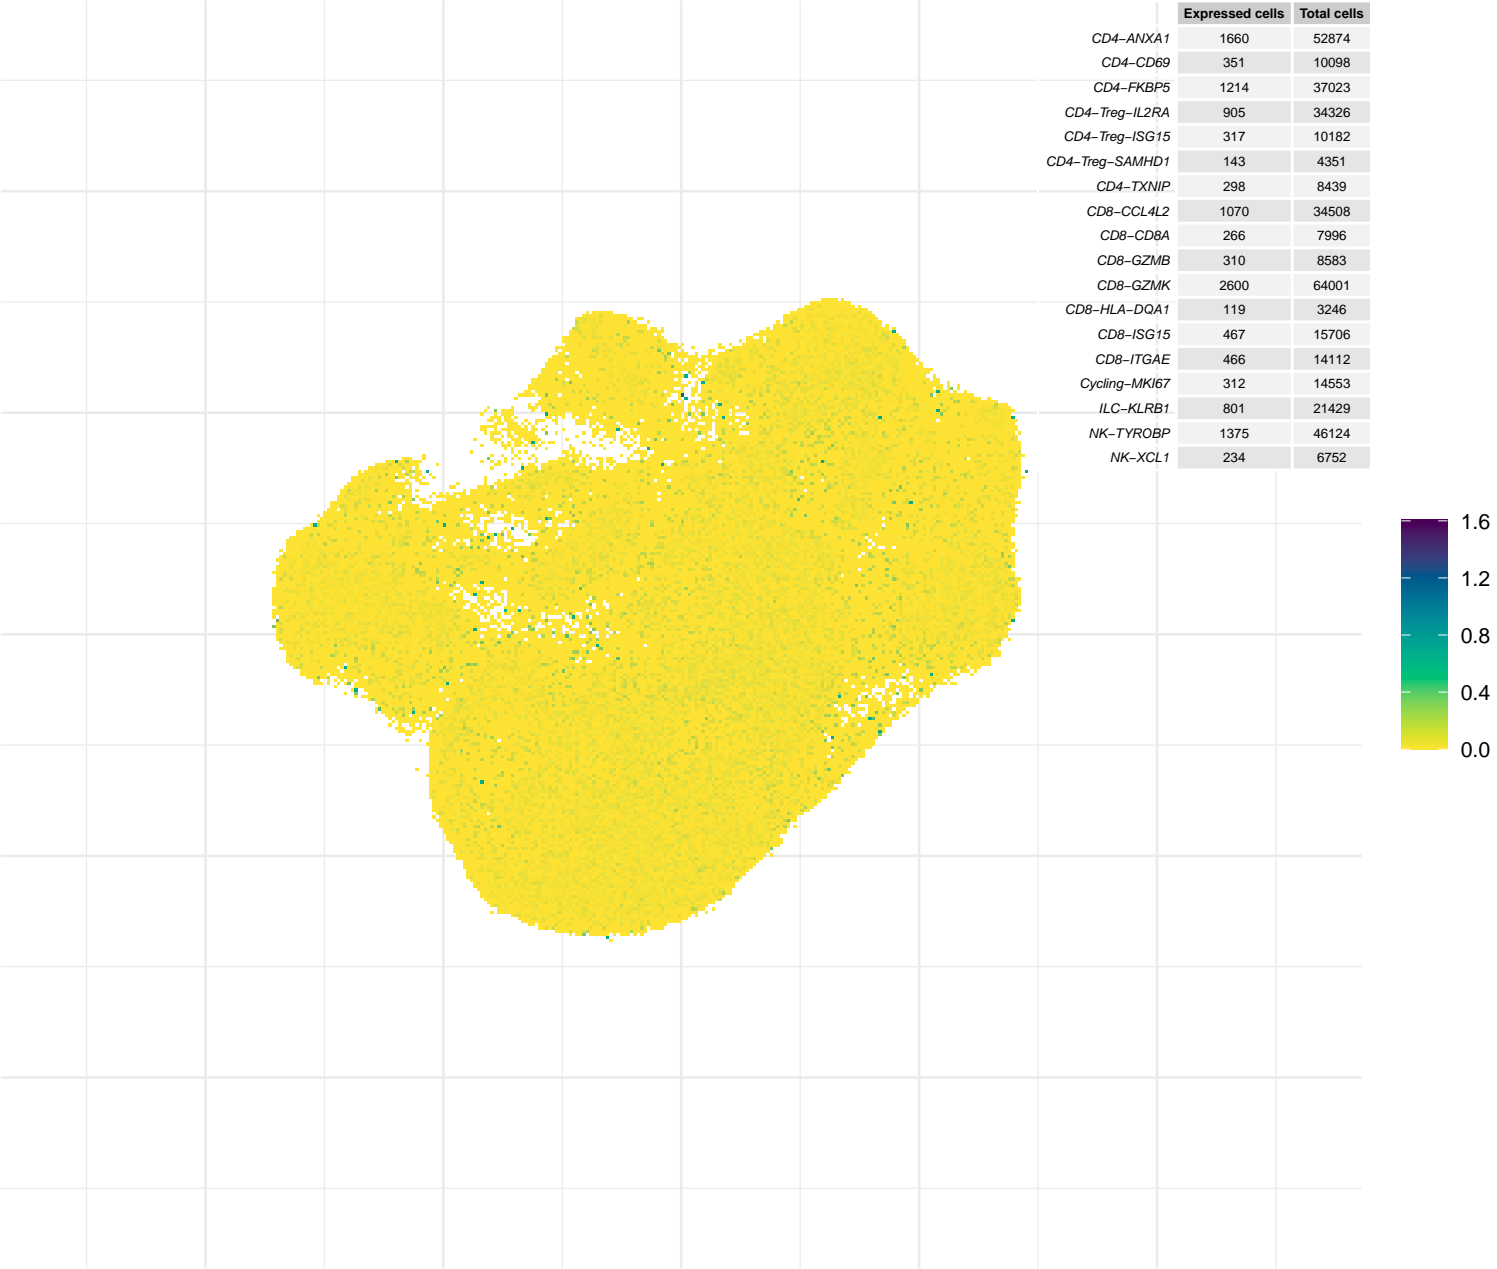 Expressed cells Total cells
CD4−ANXA1 1660 52874
CD4−CD69 351 10098
CD4−FKBP5 1214 37023
CD4−Treg−IL2RA 905 34326
CD4−Treg−ISG15 317 10182
CD4−Treg−SAMHD1 143 4351
CD4−TXNIP 298 8439
CD8−CCL4L2 1070 34508
CD8−CD8A 266 7996
CD8−GZMB 310 8583
CD8−GZMK 2600 64001
CD8−HLA−DQA1 119 3246
CD8−ISG15 467 15706
CD8−ITGAE 466 14112
Cycling−MKI67 312 14553
ILC−KLRB1 801 21429
NK−TYROBP 1375 46124
NK−XCL1 234 6752
1.6
1.2
0.8
0.4
0.0